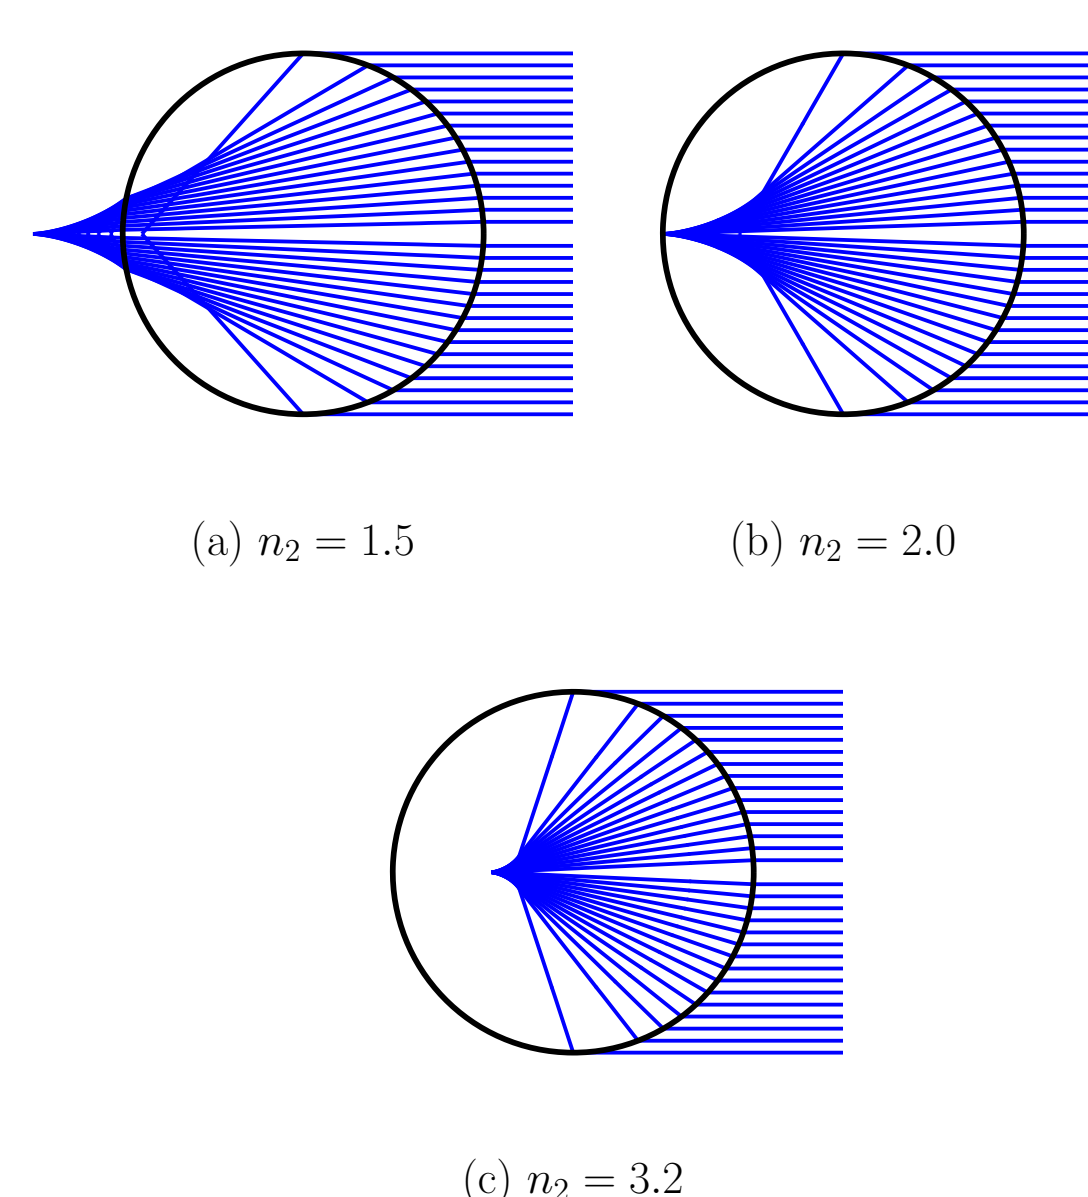 (a) n₂ = 1.5
(b) n₂ = 2.0
(c) n₂ = 3.2